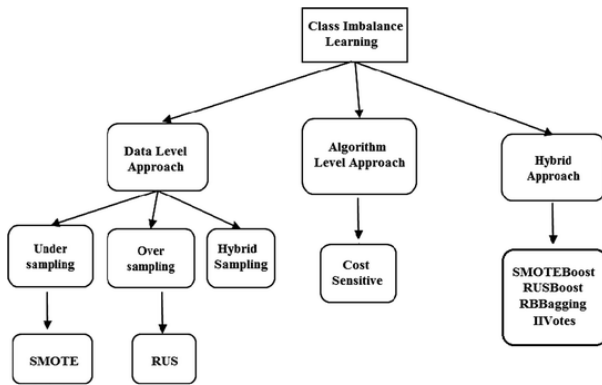 Class Imbalance
Learning
Data Level
Approach
Algorithm
Level Approach
Hybrid
Approach
Under
sampling
Over
sampling
Hybrid
Sampling
Cost
Sensitive
SMOTEBoost
RUSBoost
RBBagging
IIVotes
SMOTE
RUS